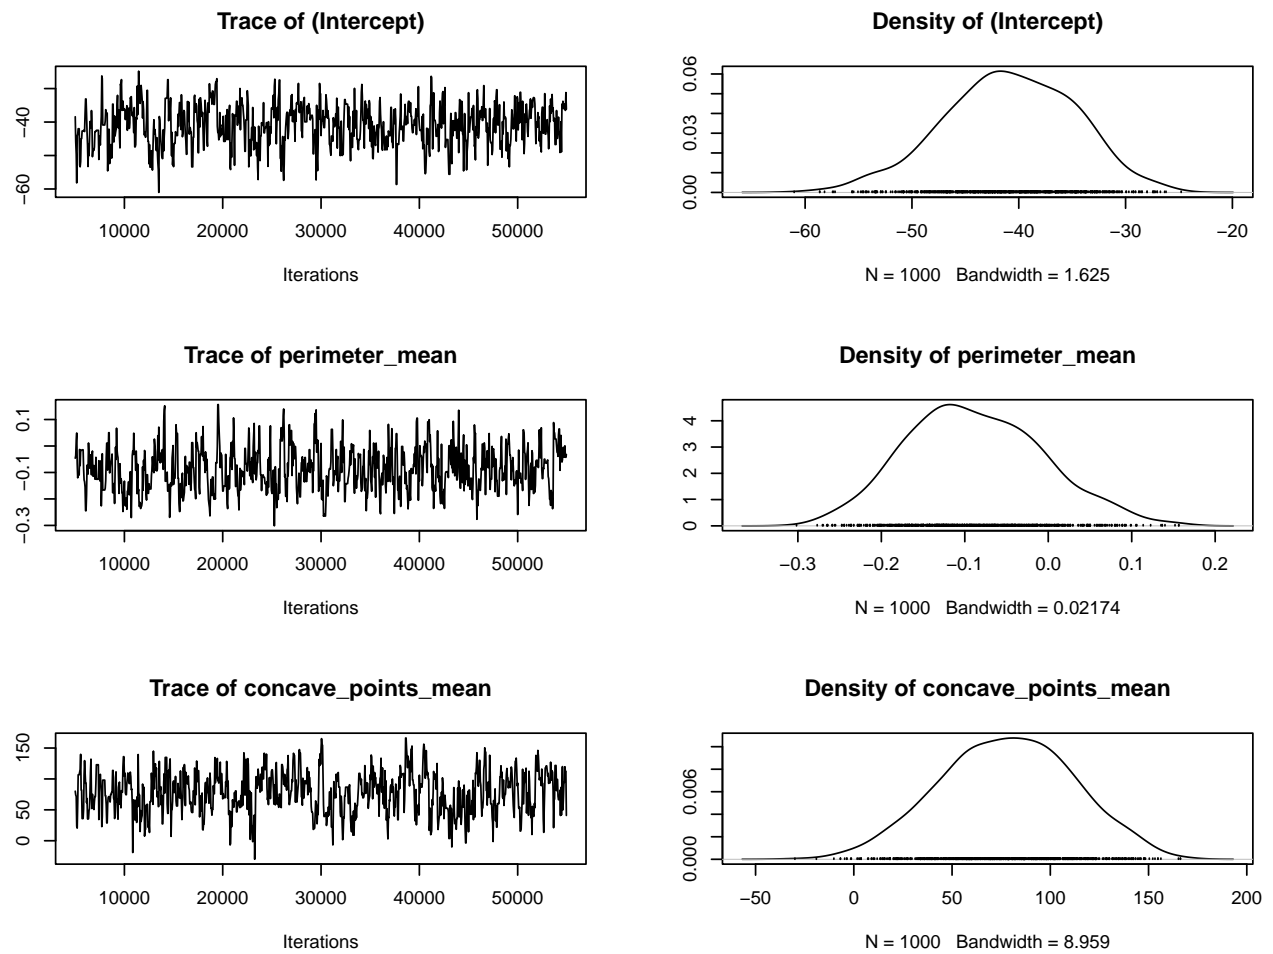 Trace of (Intercept)
−60 −40
10000 20000 30000 40000 50000
Iterations
Density of (Intercept)
0.00 0.03 0.06
−60 −50 −40 −30 −20
N = 1000 Bandwidth = 1.625
Trace of perimeter_mean
−0.3 −0.1 0.1
10000 20000 30000 40000 50000
Iterations
Density of perimeter_mean
0 1 2 3 4
−0.3 −0.2 −0.1 0.0 0.1 0.2
N = 1000 Bandwidth = 0.02174
Trace of concave_points_mean
0 50 150
10000 20000 30000 40000 50000
Iterations
Density of concave_points_mean
0.000 0.006
−50 0 50 100 150 200
N = 1000 Bandwidth = 8.959